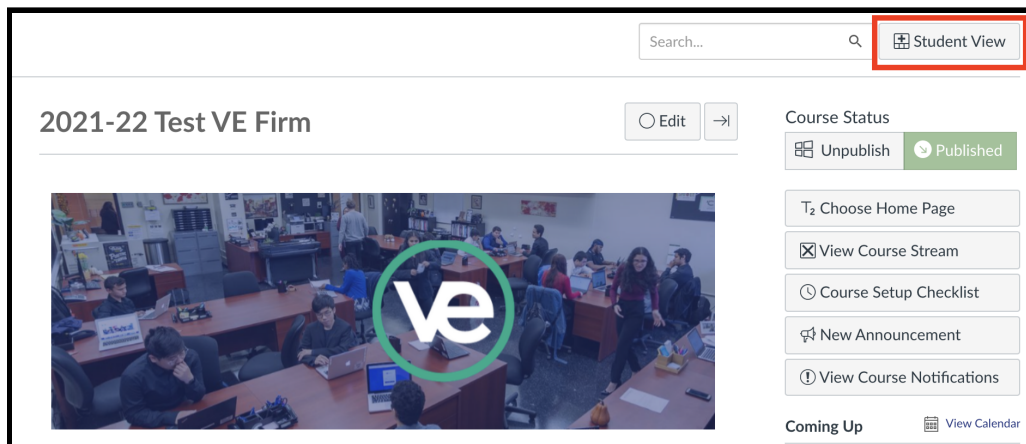 Search...
Student View
2021-22 Test VE Firm
Edit
Course Status
Unpublish
Published
T₂ Choose Home Page
View Course Stream
Course Setup Checklist
New Announcement
View Course Notifications
Coming Up
View Calendar
ve